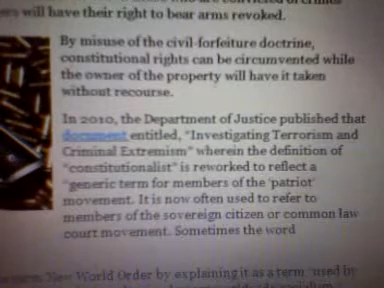 will have their right to bear arms revoked.
By misuse of the civil-forfeiture doctrine,
constitutional rights can be circumvented while
the owner of the property will have it taken
without recourse.
In 2010, the Department of Justice published that
document entitled, "Investigating Terrorism and
Criminal Extremism" wherein the definition of
"constitutionalist" is reworked to reflect a
"generic term for members of the 'patriot'
movement. It is now often used to refer to
members of the sovereign citizen or common law
court movement. Sometimes the word
New World Order by explaining it as a term "used by